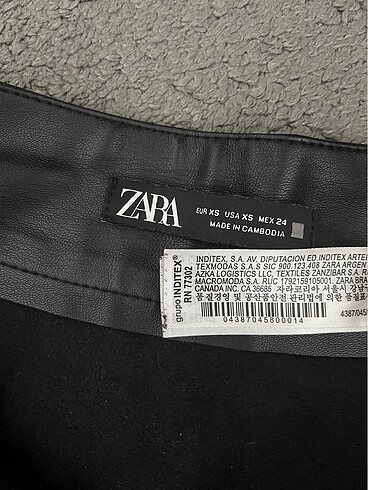 ZARA
EUR XS USA XS MEX 24
MADE IN CAMBODIA
grupo INDITEX
RN 77302
INDITEX, S.A. AV. DIPUTACION ED.INDITEX ARTEI
TEXMODAS S.A.S SIC 900.123.408 ZARA ARGEN
AZKA LOGISTICS LLC, TEXTILES ZANZIBAR S.A.
MACROMODA S.A. RUC 1792159105001. ZARA BRA
CANADA INC. CA 36685 자라코리아 서울시 강남
품질경영 및 공산품안전 관리법에 의한 품질표
04387045800014
4387/045/